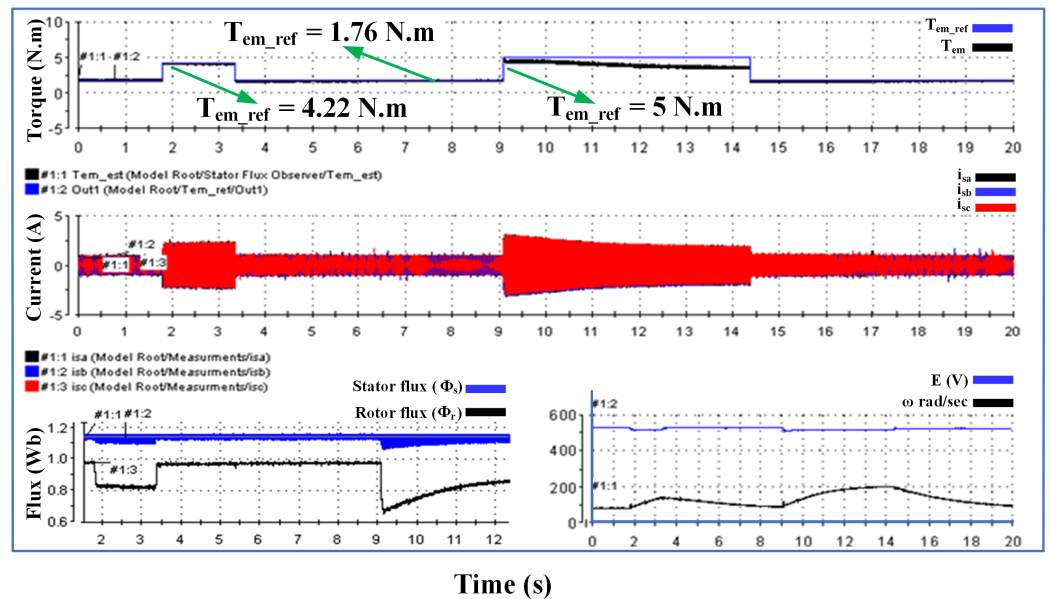 Torque (N.m)
10
5
0
-5
#1:1 #1:2
T_em_ref = 1.76 N.m
T_em_ref = 4.22 N.m
T_em_ref = 5 N.m
T_em_ref
T_em
0 1 2 3 4 5 6 7 8 9 10 11 12 13 14 15 16 17 18 19 20
#1:1 Tem_est (Model Root/Stator Flux Observer/Tem_est)
#1:2 Out1 (Model Root/Tem_ref/Out1)
i_sa
i_sb
i_sc
Current (A)
5
0
-5
#1:2
#1:1 #1:3
0 1 2 3 4 5 6 7 8 9 10 11 12 13 14 15 16 17 18 19 20
#1:1 isa (Model Root/Measurments/isa)
#1:2 isb (Model Root/Measurments/isb)
#1:3 isc (Model Root/Measurments/isc)
Stator flux (Φs)
Rotor flux (Φr)
Flux (Wb)
1.2
1.0
0.8
0.6
#1:1 #1:2
#1:3
2 3 4 5 6 7 8 9 10 11 12
E (V)
ω rad/sec
600
400
200
0
#1:2
#1:1
0 2 4 6 8 10 12 14 16 18 20
Time (s)